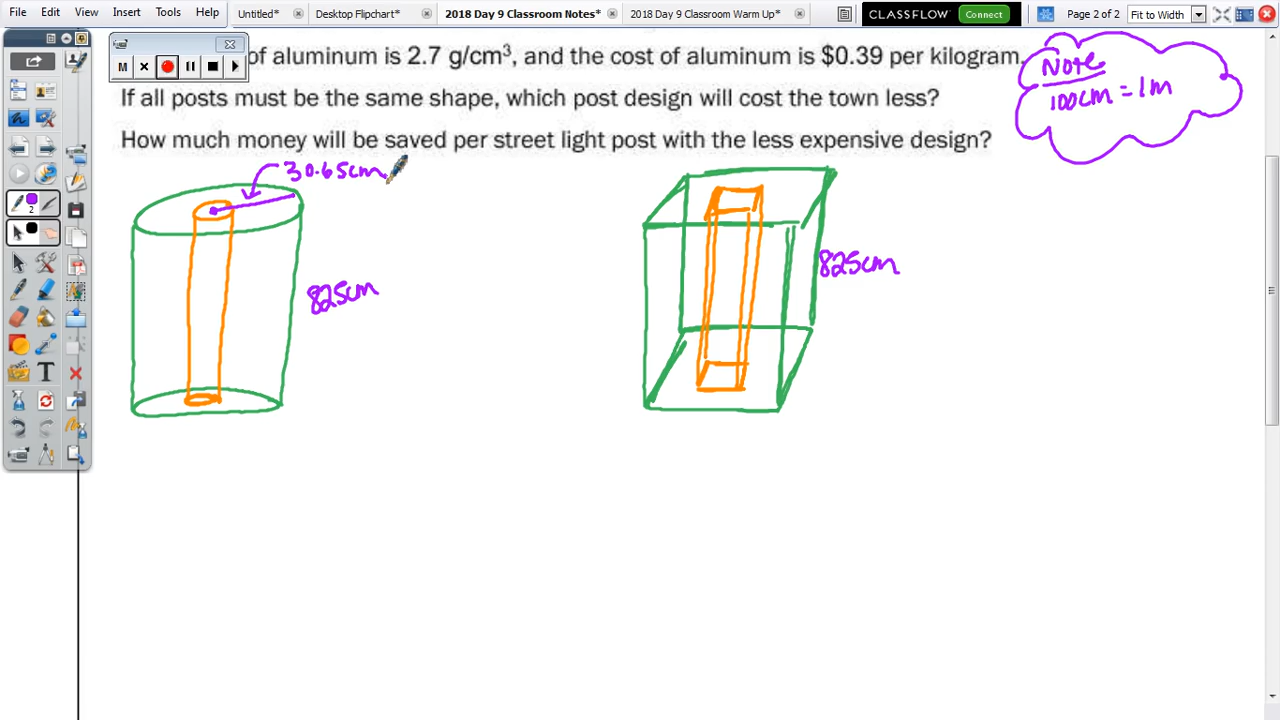 File Edit View Insert Tools Help Untitled* Desktop Flipchart* 2018 Day 9 Classroom Notes* 2018 Day 9 Classroom Warm Up* CLASSFLOW Connect Page 2 of 2 Fit to Width
M
of aluminum is 2.7 g/cm³, and the cost of aluminum is $0.39 per kilogram.
If all posts must be the same shape, which post design will cost the town less?
How much money will be saved per street light post with the less expensive design?
Note
100cm = 1m
30.65cm
825cm
825cm
2
T